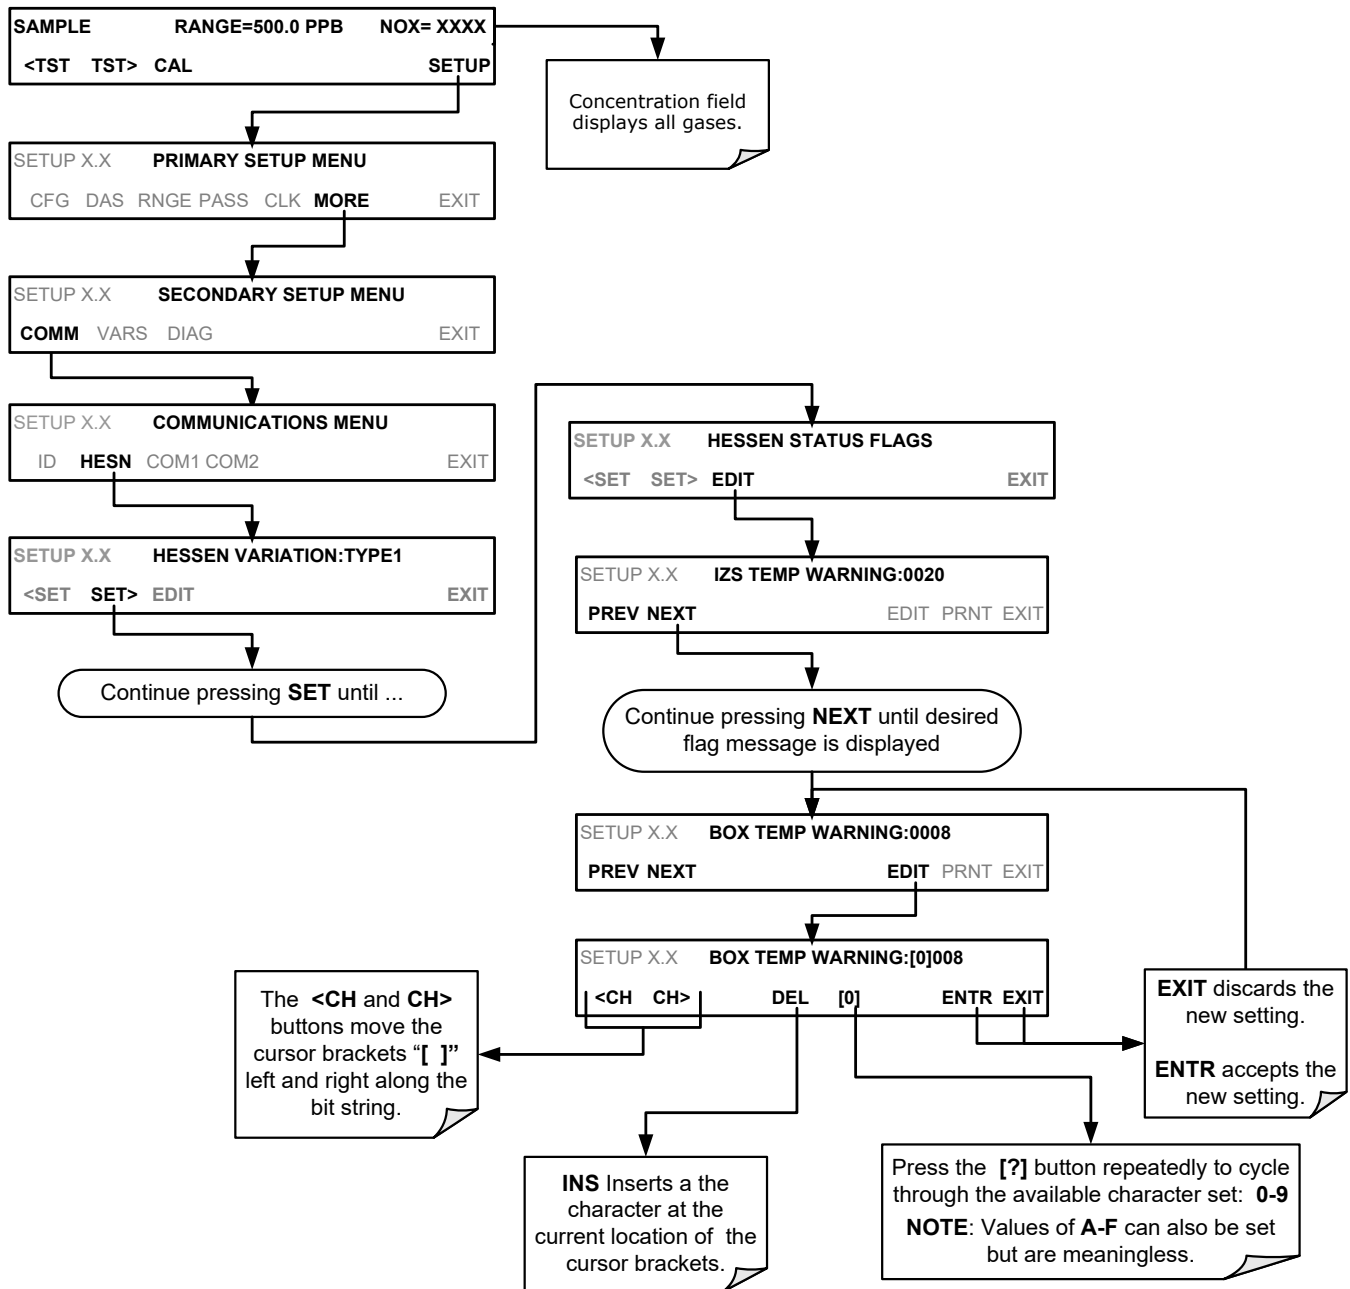 SAMPLE RANGE=500.0 PPB NOX= XXXX
<TST TST> CAL SETUP
Concentration field
displays all gases.
SETUP X.X PRIMARY SETUP MENU
CFG DAS RNGE PASS CLK MORE EXIT
SETUP X.X SECONDARY SETUP MENU
COMM VARS DIAG EXIT
SETUP X.X COMMUNICATIONS MENU
ID HESN COM1 COM2 EXIT
SETUP X.X HESSEN VARIATION:TYPE1
<SET SET> EDIT EXIT
Continue pressing SET until ...
SETUP X.X HESSEN STATUS FLAGS
<SET SET> EDIT EXIT
SETUP X.X IZS TEMP WARNING:0020
PREV NEXT EDIT PRNT EXIT
Continue pressing NEXT until desired
flag message is displayed
SETUP X.X BOX TEMP WARNING:0008
PREV NEXT EDIT PRNT EXIT
SETUP X.X BOX TEMP WARNING:[0]008
<CH CH> DEL [0] ENTR EXIT
The <CH and CH>
buttons move the
cursor brackets “[ ]”
left and right along the
bit string.
EXIT discards the
new setting.
ENTR accepts the
new setting.
INS Inserts a the
character at the
current location of the
cursor brackets.
Press the [?] button repeatedly to cycle
through the available character set: 0-9
NOTE: Values of A-F can also be set
but are meaningless.